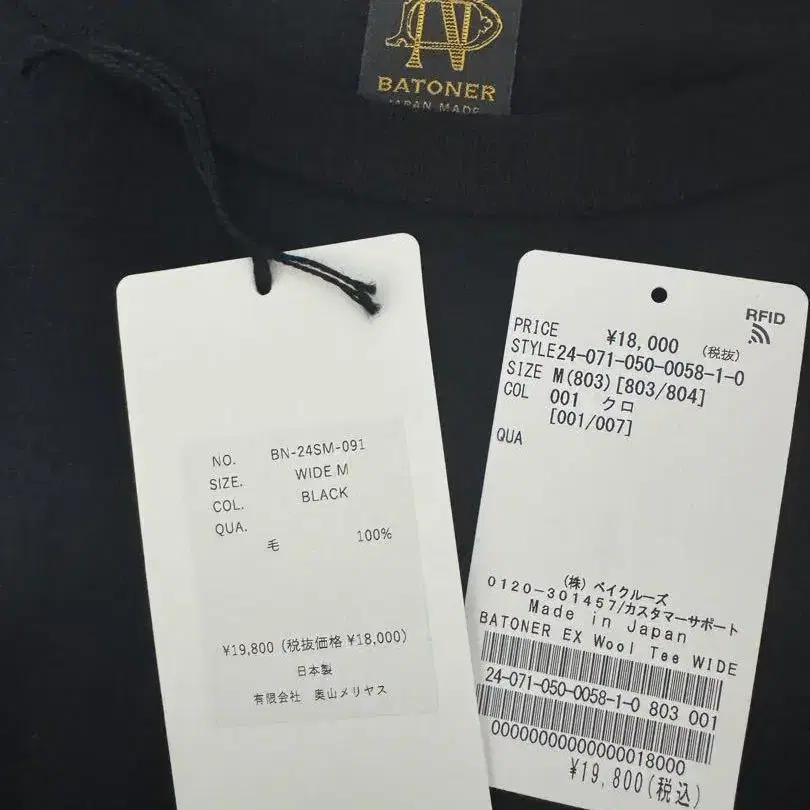 BATONER
JAPAN MADE
NO. BN-24SM-091
SIZE. WIDE M
COL. BLACK
QUA.
毛 100%
¥19,800 (税抜価格 ¥18,000)
日本製
有限会社 奥山メリヤス
RFID
PRICE ¥18,000 (税抜)
STYLE24-071-050-0058-1-0
SIZE M(803)[803/804]
COL 001 クロ
[001/007]
QUA
(株) ベイクルーズ
0120-301457/カスタマーサポート
Made in Japan
BATONER EX Wool Tee WIDE
24-071-050-0058-1-0 803 001
00000000000000018000
¥19,800(税込)